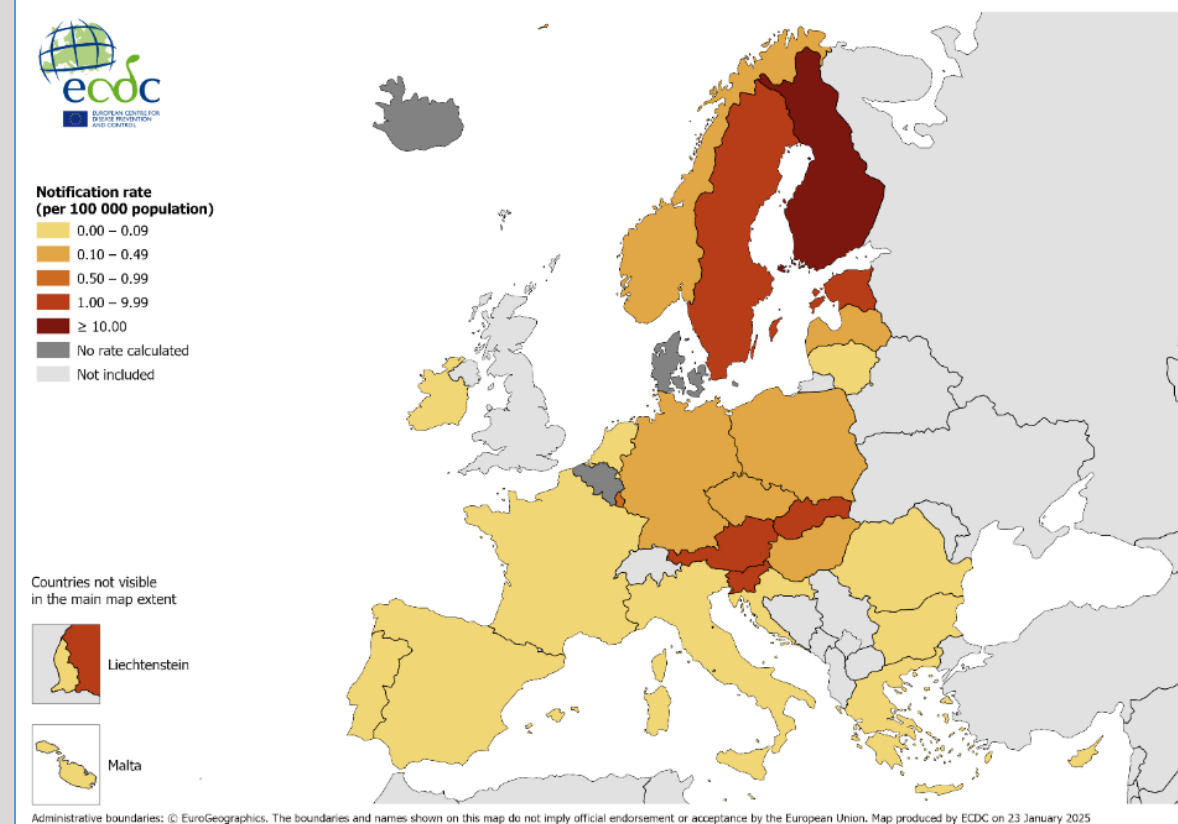 ecdc
EUROPEAN CENTRE FOR
DISEASE PREVENTION
AND CONTROL
Notification rate
(per 100 000 population)
0.00 – 0.09
0.10 – 0.49
0.50 – 0.99
1.00 – 9.99
≥ 10.00
No rate calculated
Not included
Countries not visible
in the main map extent
Liechtenstein
Malta
Administrative boundaries: © EuroGeographics. The boundaries and names shown on this map do not imply official endorsement or acceptance by the European Union. Map produced by ECDC on 23 January 2025